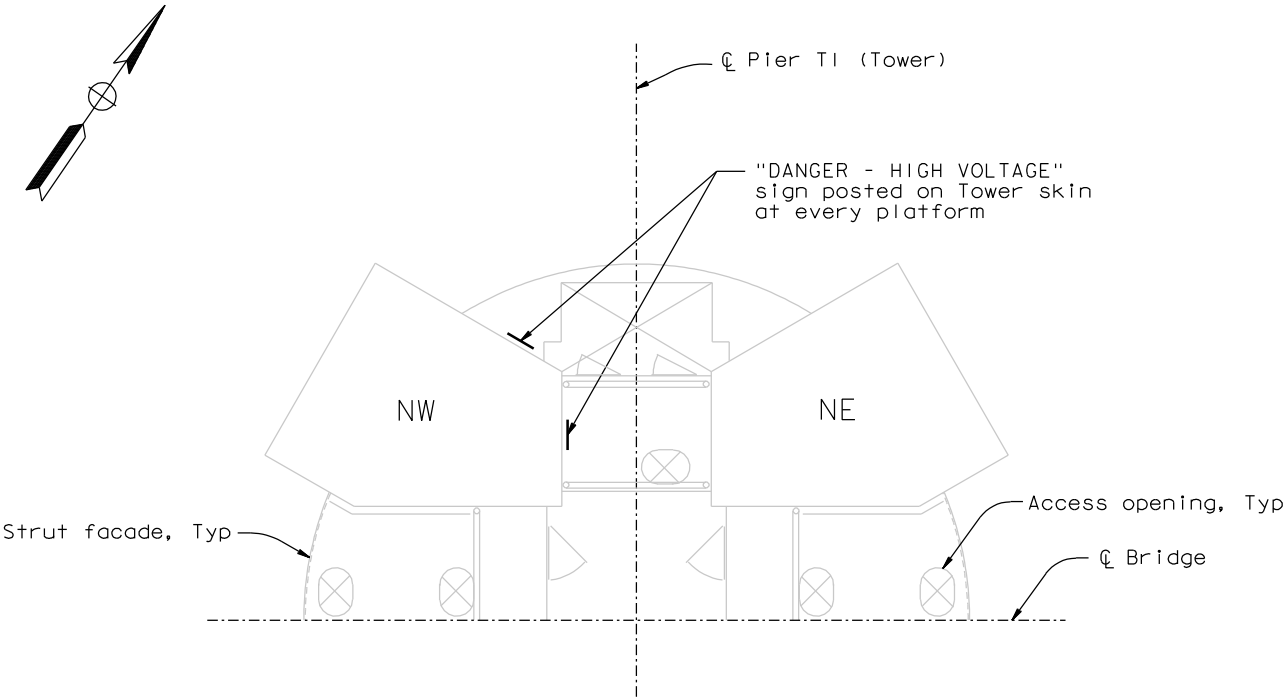 ℄ Pier T1 (Tower)
"DANGER - HIGH VOLTAGE"
sign posted on Tower skin
at every platform
NW
NE
Strut facade, Typ
Access opening, Typ
℄ Bridge